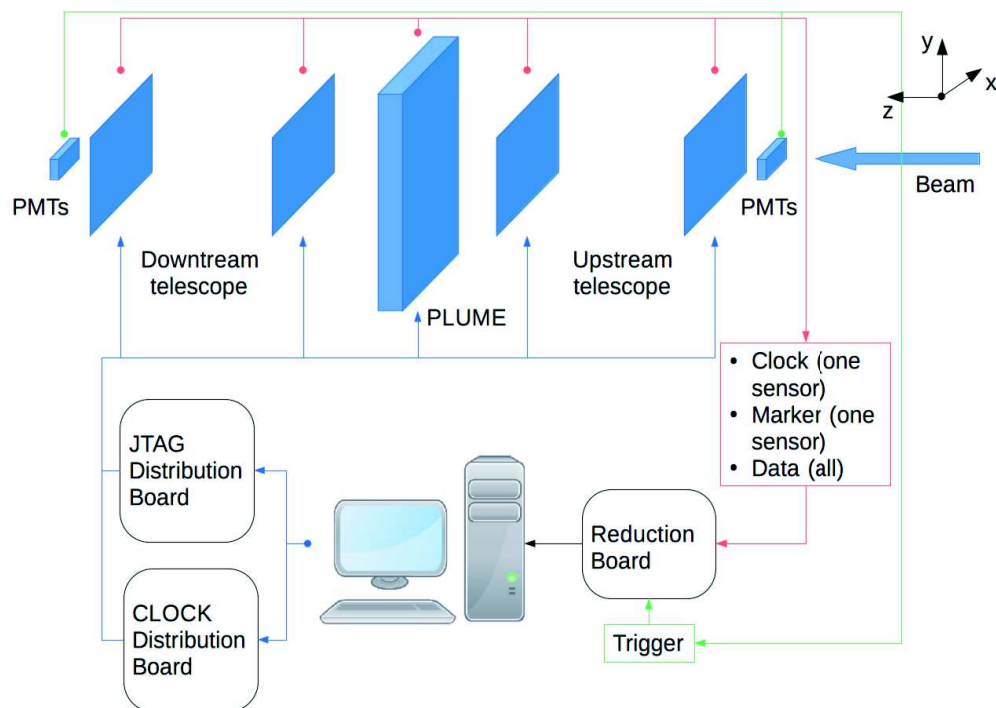 y
x
z
PMTs
PMTs
Beam
Downtream
telescope
Upstream
telescope
PLUME
• Clock (one
sensor)
• Marker (one
sensor)
• Data (all)
JTAG
Distribution
Board
Reduction
Board
CLOCK
Distribution
Board
Trigger